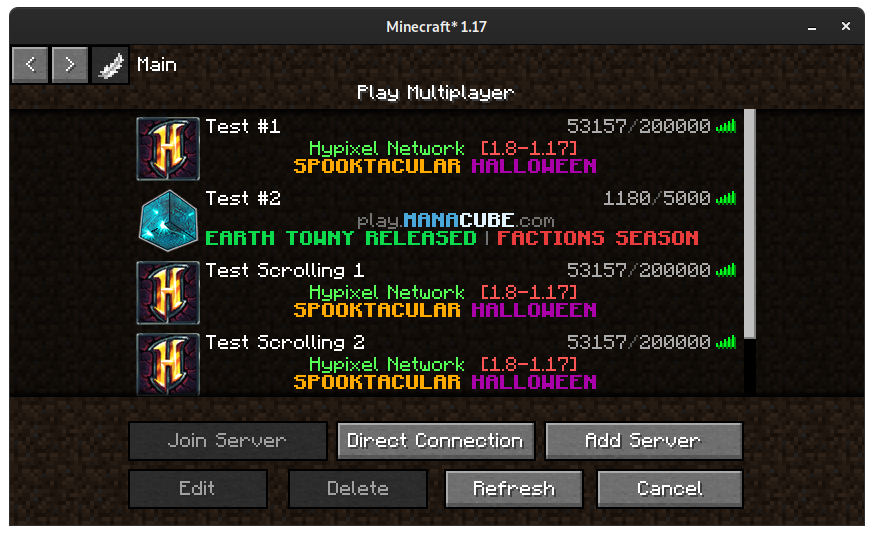 Minecraft* 1.17
< > Main
Play Multiplayer
Test #1 53157/200000
Hypixel Network [1.8-1.17]
SPOOKTACULAR HALLOWEEN
Test #2 1180/5000
play.MANACUBE.com
EARTH TOWNY RELEASED | FACTIONS SEASON
Test Scrolling 1 53157/200000
Hypixel Network [1.8-1.17]
SPOOKTACULAR HALLOWEEN
Test Scrolling 2 53157/200000
Hypixel Network [1.8-1.17]
SPOOKTACULAR HALLOWEEN
Join Server Direct Connection Add Server
Edit Delete Refresh Cancel